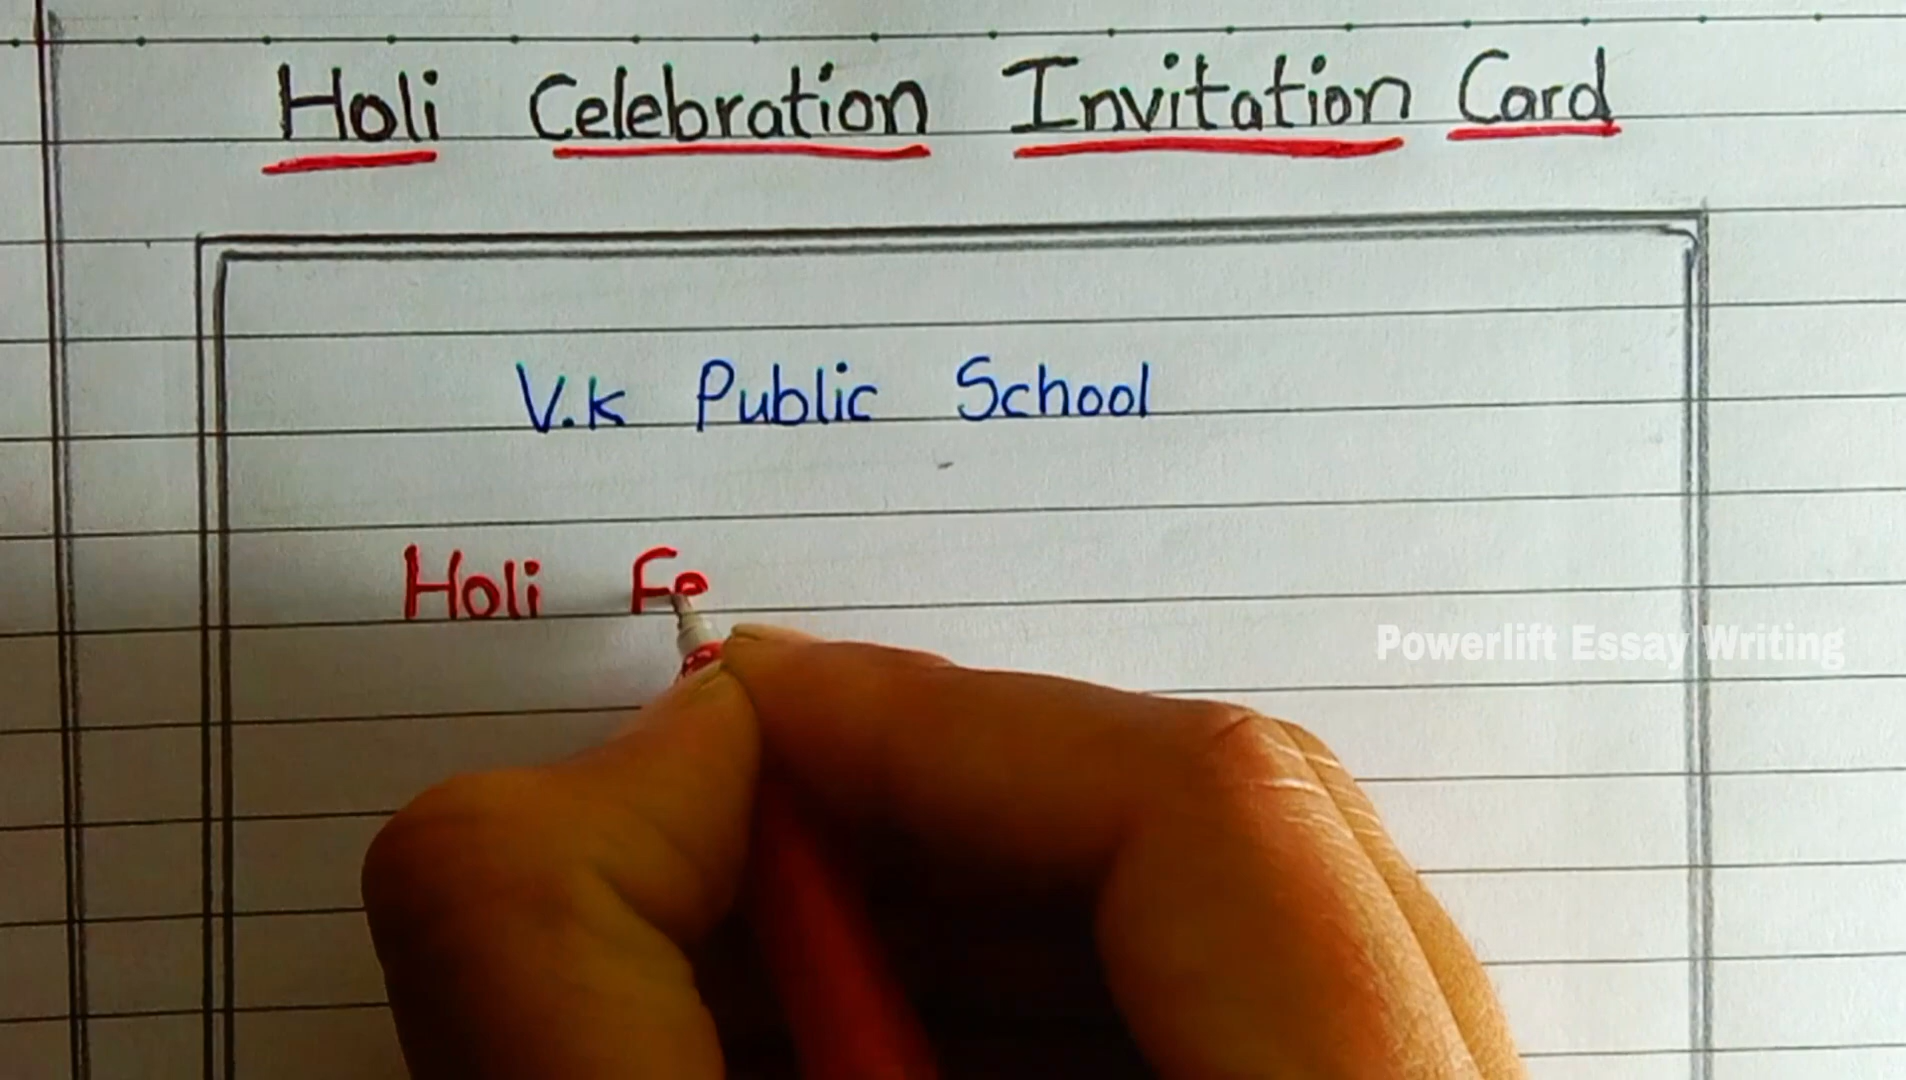 Holi Celebration Invitation Card
V.K Public School
Holi Fe
Powerlift Essay Writing